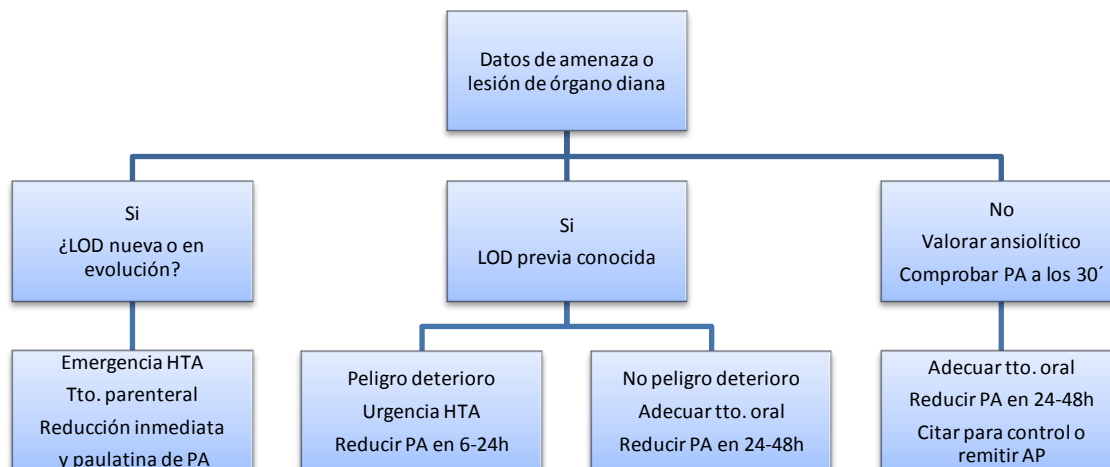 Datos de amenaza o
lesión de órgano diana
Si
¿LOD nueva o en
evolución?
Si
LOD previa conocida
No
Valorar ansiolítico
Comprobar PA a los 30´
Emergencia HTA
Tto. parenteral
Reducción inmediata
y paulatina de PA
Peligro deterioro
Urgencia HTA
Reducir PA en 6-24h
No peligro deterioro
Adecuar tto. oral
Reducir PA en 24-48h
Adecuar tto. oral
Reducir PA en 24-48h
Citar para control o
remitir AP